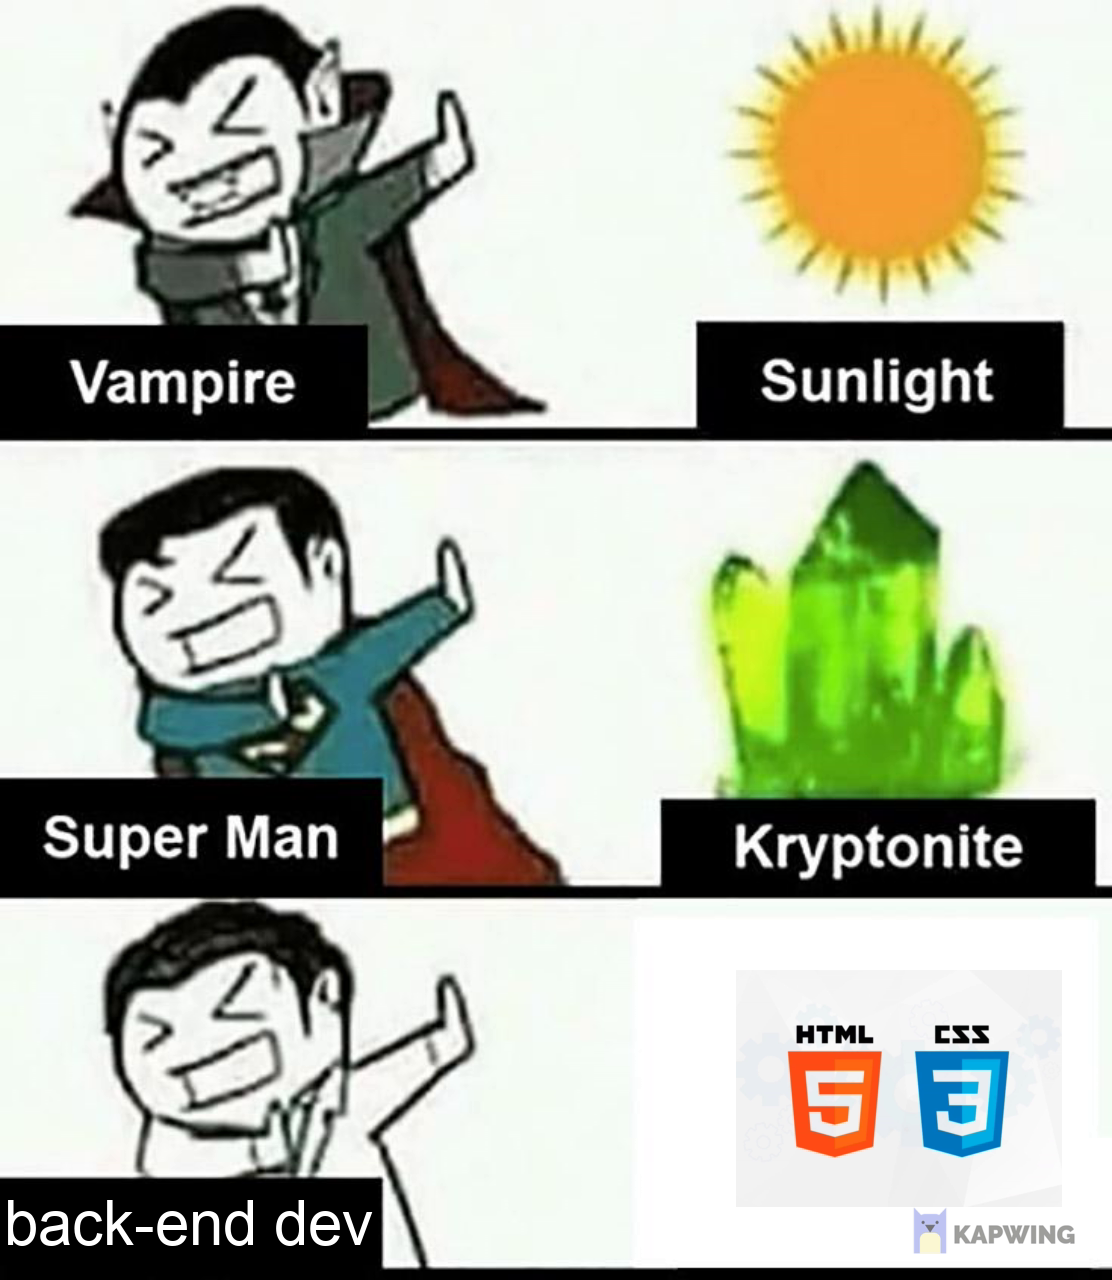 Vampire
Sunlight
Super Man
Kryptonite
HTML CSS
5 3
back-end dev
KAPWING